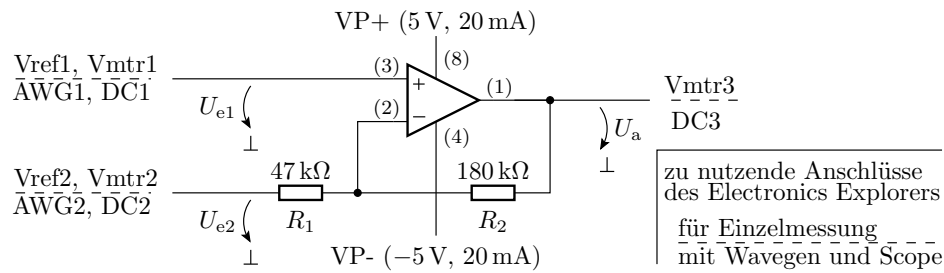 VP+ (5 V, 20 mA)
Vref1, Vmtr1
AWG1, DC1
(3)
(8)
+
(1)
Vmtr3
DC3
U_e1
⊥
(2)
−
(4)
U_a
⊥
Vref2, Vmtr2
AWG2, DC2
47 kΩ
180 kΩ
R_1
R_2
U_e2
⊥
VP- (−5 V, 20 mA)
zu nutzende Anschlüsse
des Electronics Explorers
für Einzelmessung
mit Wavegen und Scope